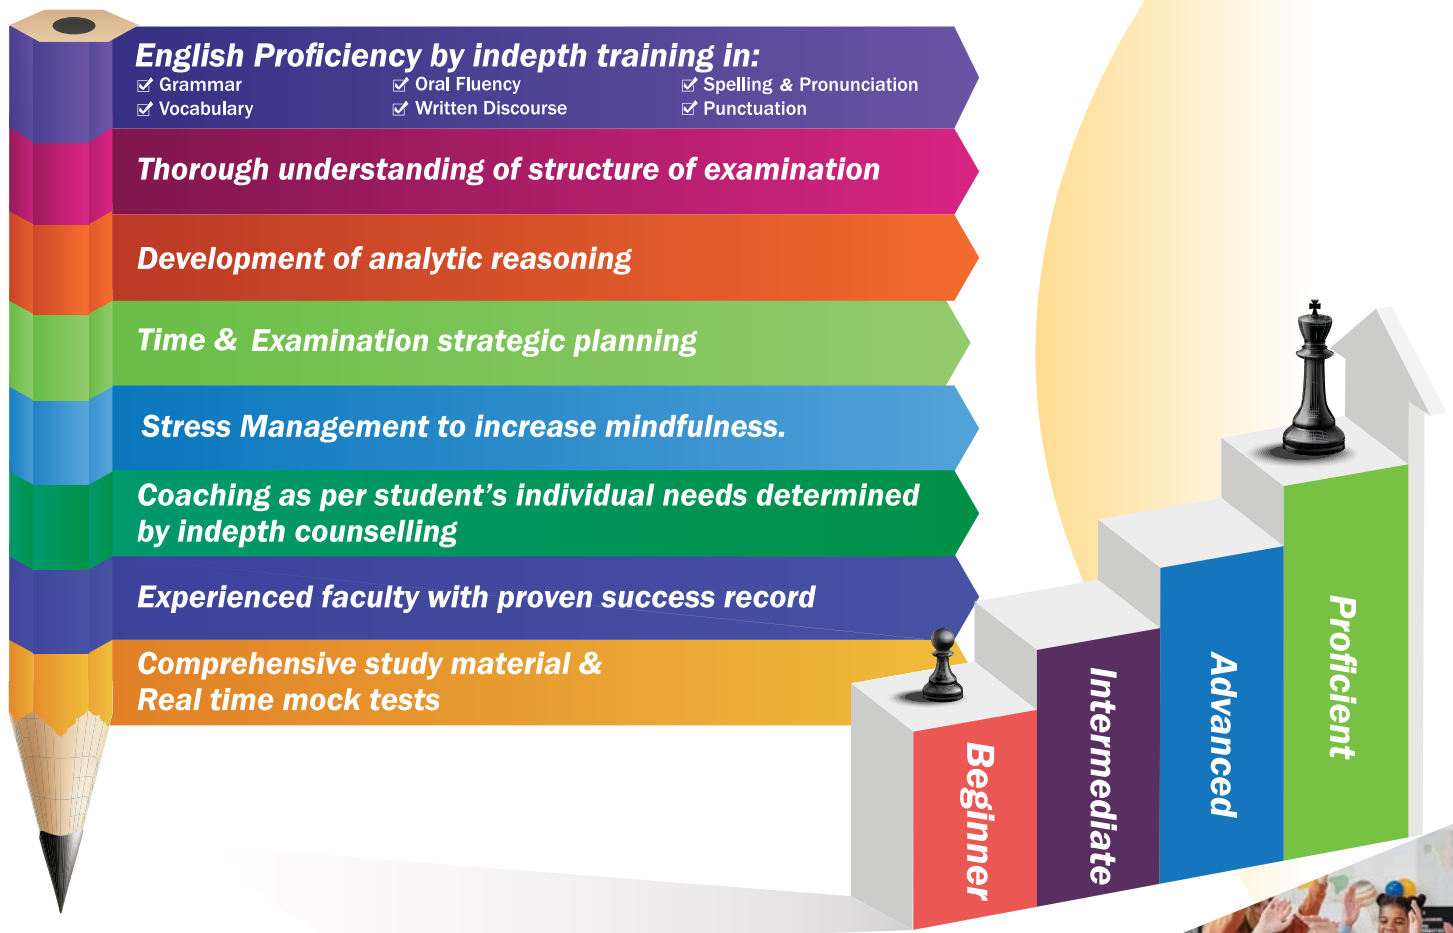 English Proficiency by indepth training in:
Grammar
Oral Fluency
Spelling & Pronunciation
Vocabulary
Written Discourse
Punctuation
Thorough understanding of structure of examination
Development of analytic reasoning
Time & Examination strategic planning
Stress Management to increase mindfulness.
Coaching as per student’s individual needs determined
by indepth counselling
Experienced faculty with proven success record
Comprehensive study material &
Real time mock tests
Beginner
Intermediate
Advanced
Proficient